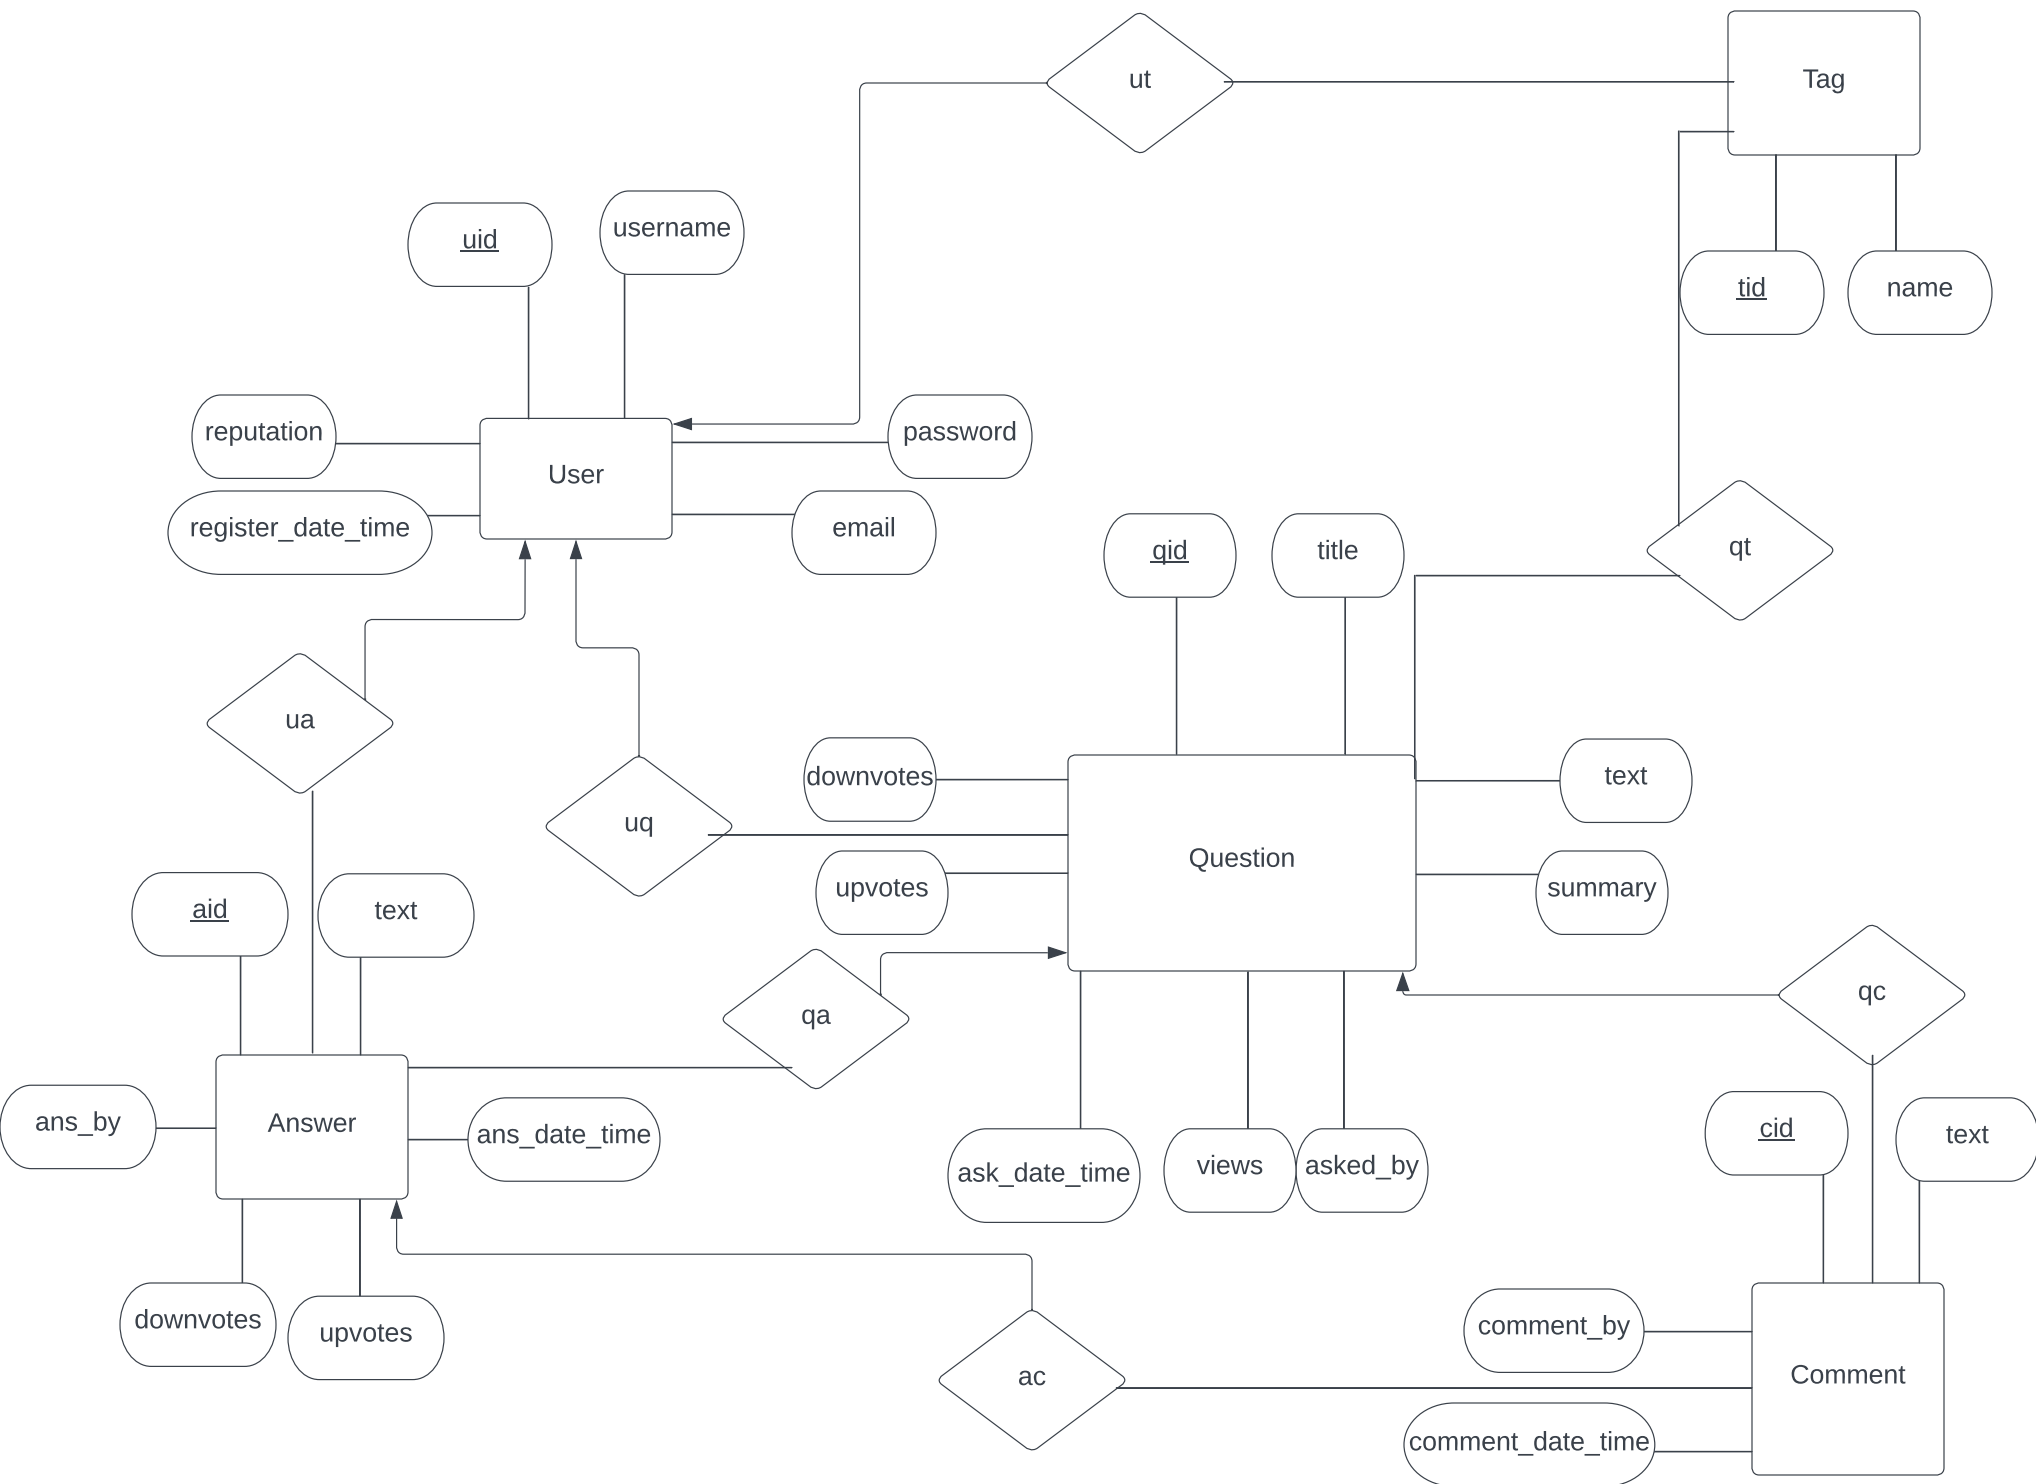 ut
Tag
uid
username
tid
name
reputation
password
User
register_date_time
email
qid
title
qt
ua
downvotes
text
uq
Question
upvotes
summary
aid
text
qa
qc
ans_by
Answer
ans_date_time
cid
text
ask_date_time
views
asked_by
downvotes
upvotes
comment_by
ac
Comment
comment_date_time